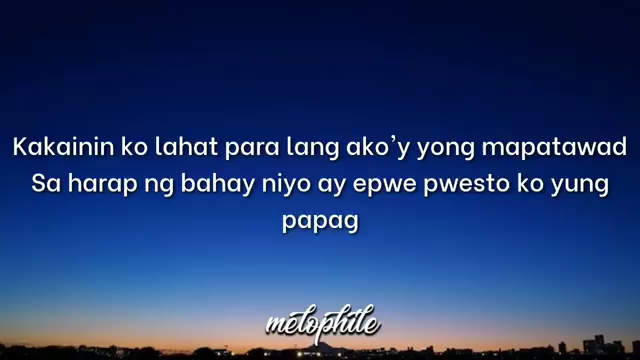 Kakainin ko lahat para lang ako'y yong mapatawad
Sa harap ng bahay niyo ay epwe pwesto ko yung
papag
melophile